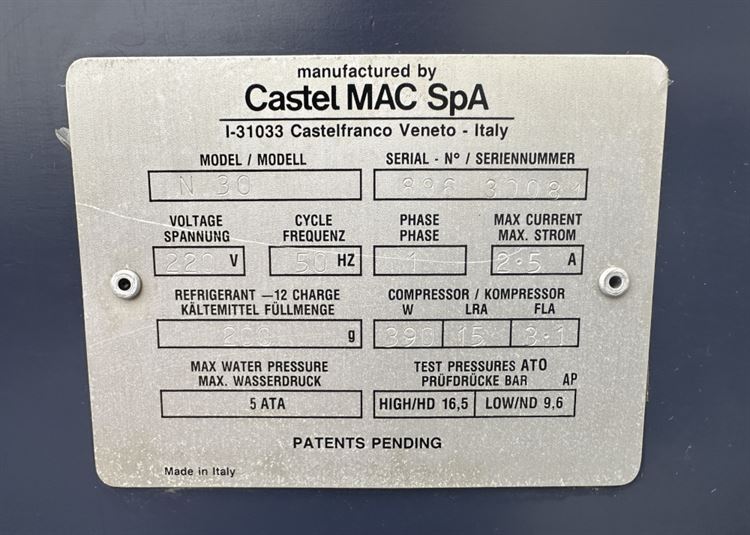 manufactured by
Castel MAC SpA
I-31033 Castelfranco Veneto - Italy
MODEL / MODELL
N 30
SERIAL - N° / SERIENNUMMER
896 30081
VOLTAGE
SPANNUNG
220 V
CYCLE
FREQUENZ
50 HZ
PHASE
PHASE
1
MAX CURRENT
MAX. STROM
2.5 A
REFRIGERANT —12 CHARGE
KÄLTEMITTEL FÜLLMENGE
200 g
COMPRESSOR / KOMPRESSOR
W LRA FLA
390 15 3.1
MAX WATER PRESSURE
MAX. WASSERDRUCK
5 ATA
TEST PRESSURES ATO
PRÜFDRÜCKE BAR AP
HIGH/HD 16,5 LOW/ND 9,6
PATENTS PENDING
Made in Italy